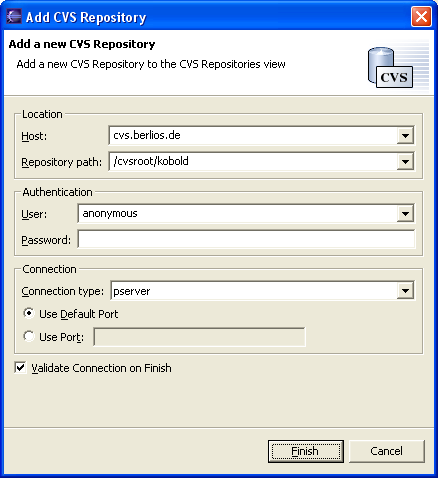 Add CVS Repository
Add a new CVS Repository
Add a new CVS Repository to the CVS Repositories view
CVS
Location
Host: cvs.berlios.de
Repository path: /cvsroot/kobold
Authentication
User: anonymous
Password:
Connection
Connection type: pserver
Use Default Port
Use Port:
Validate Connection on Finish
Finish Cancel